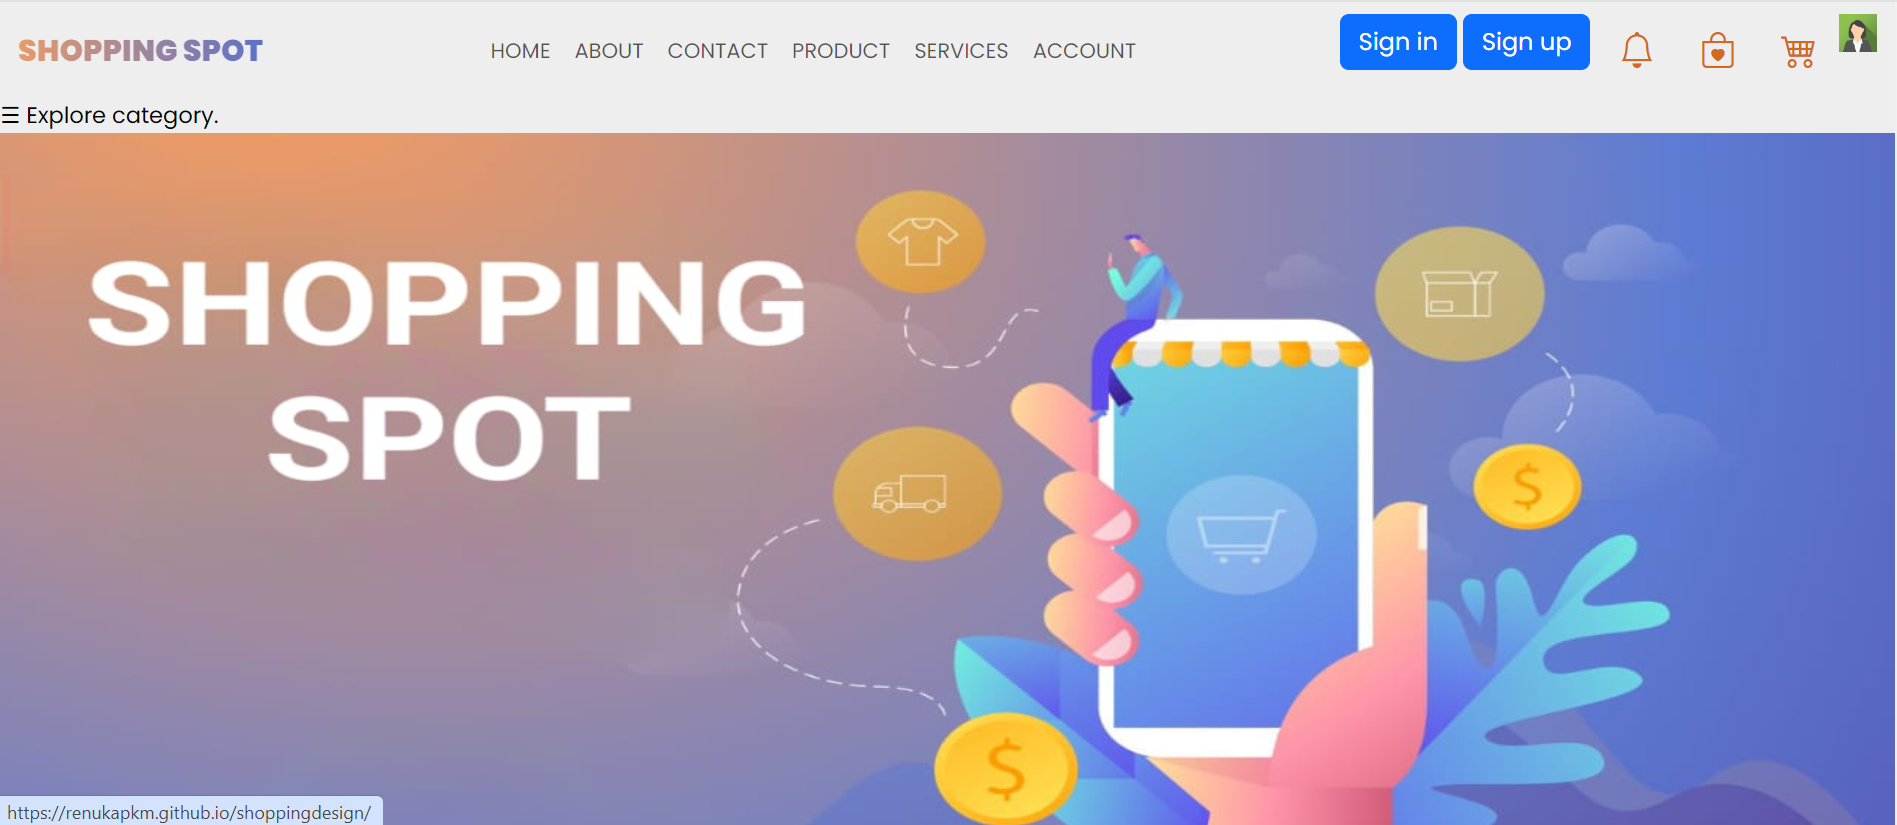 SHOPPING SPOT
HOME ABOUT CONTACT PRODUCT SERVICES ACCOUNT
Sign in Sign up
☰ Explore category.
SHOPPING
SPOT
$
$
https://renukapkm.github.io/shoppingdesign/